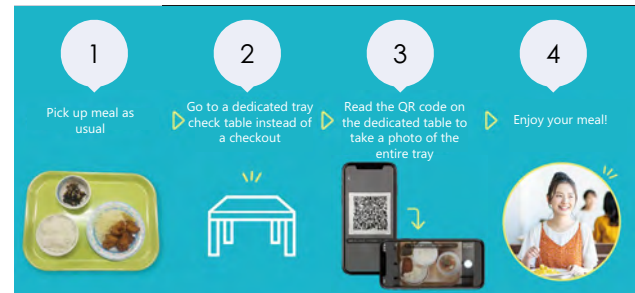 1
Pick up meal as
usual
2
Go to a dedicated tray
check table instead of
a checkout
3
Read the QR code on
the dedicated table to
take a photo of the
entire tray
4
Enjoy your meal!